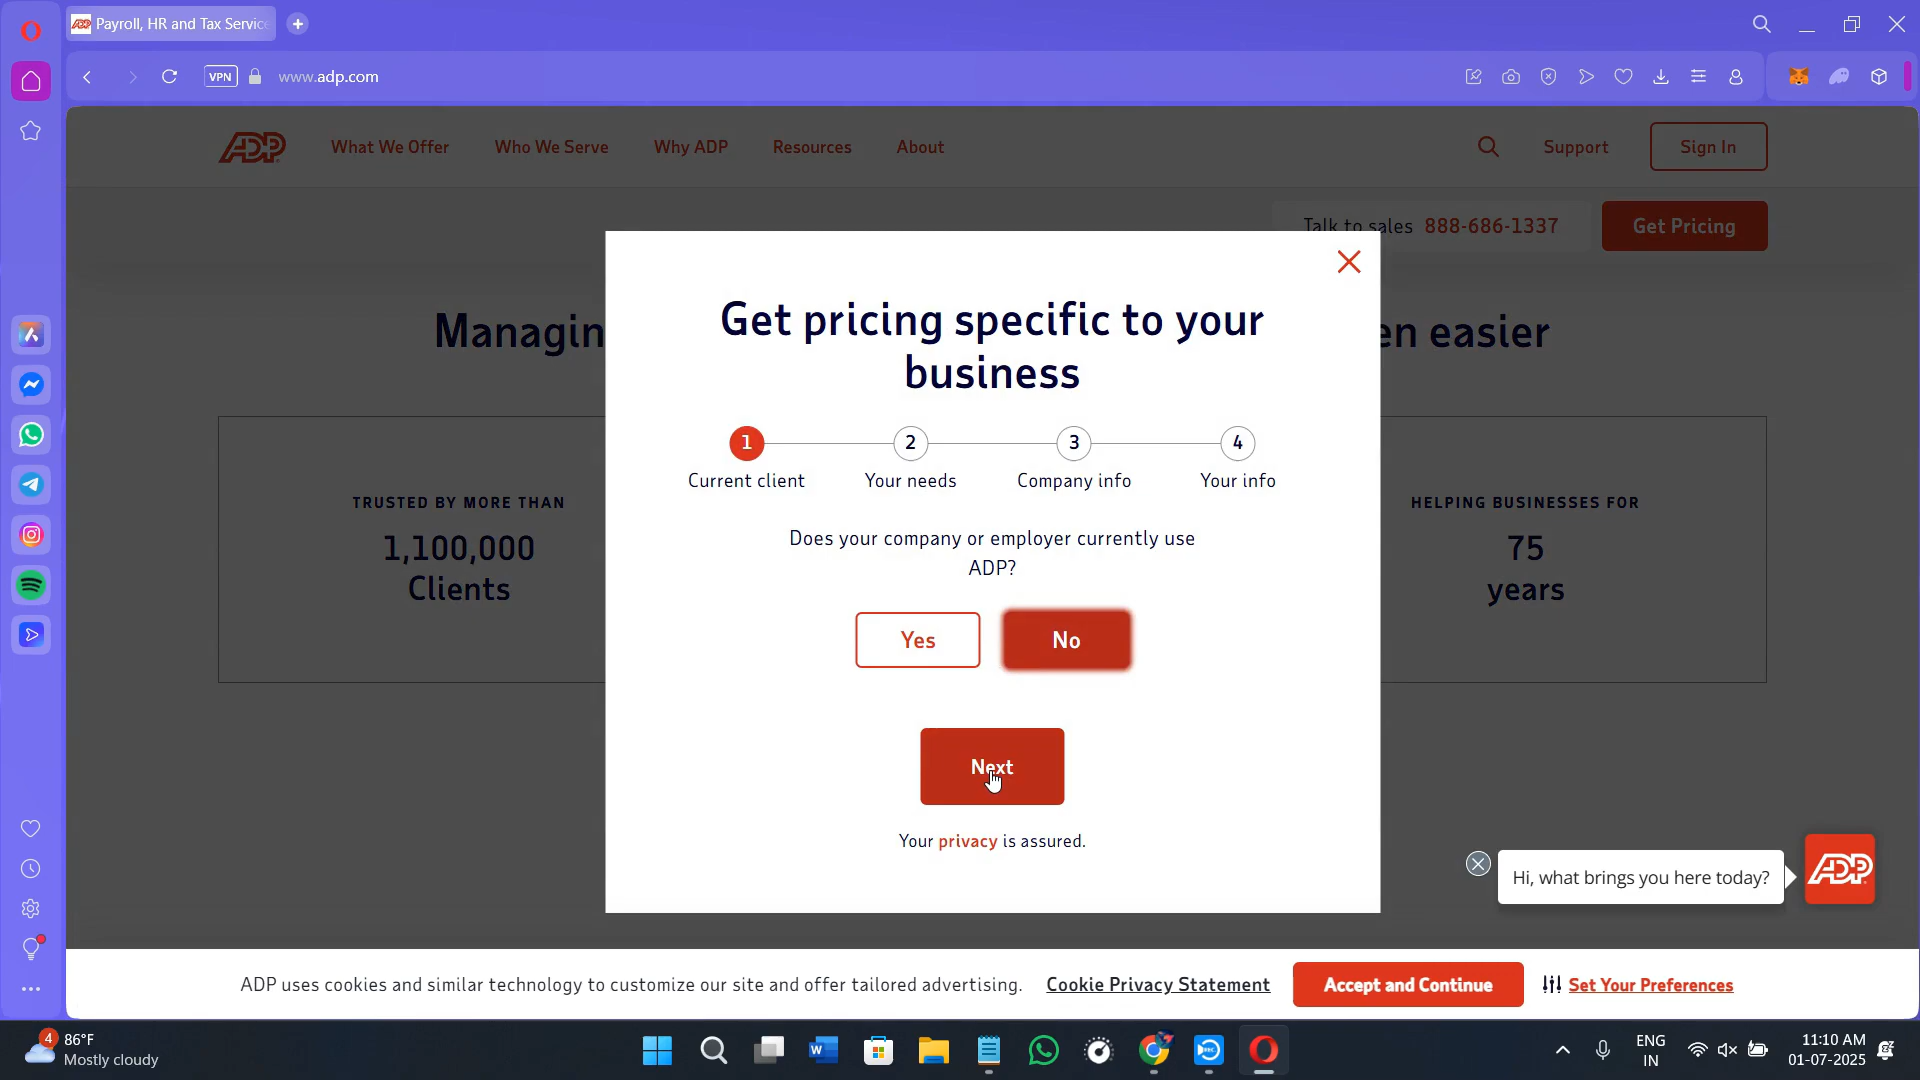 Payroll, HR and Tax Service
VPN
www.adp.com
ADP
What We Offer
Who We Serve
Why ADP
Resources
About
Support
Sign In
Talk to sales 888-686-1337
Get Pricing
Managin
en easier
Get pricing specific to your
business
1
2
3
4
Current client
Your needs
Company info
Your info
TRUSTED BY MORE THAN
1,100,000
Clients
HELPING BUSINESSES FOR
75
years
Does your company or employer currently use
ADP?
Yes
No
Next
Your privacy is assured.
Hi, what brings you here today?
ADP
ADP uses cookies and similar technology to customize our site and offer tailored advertising.
Cookie Privacy Statement
Accept and Continue
Set Your Preferences
4
86°F
Mostly cloudy
ENG
IN
11:10 AM
01-07-2025